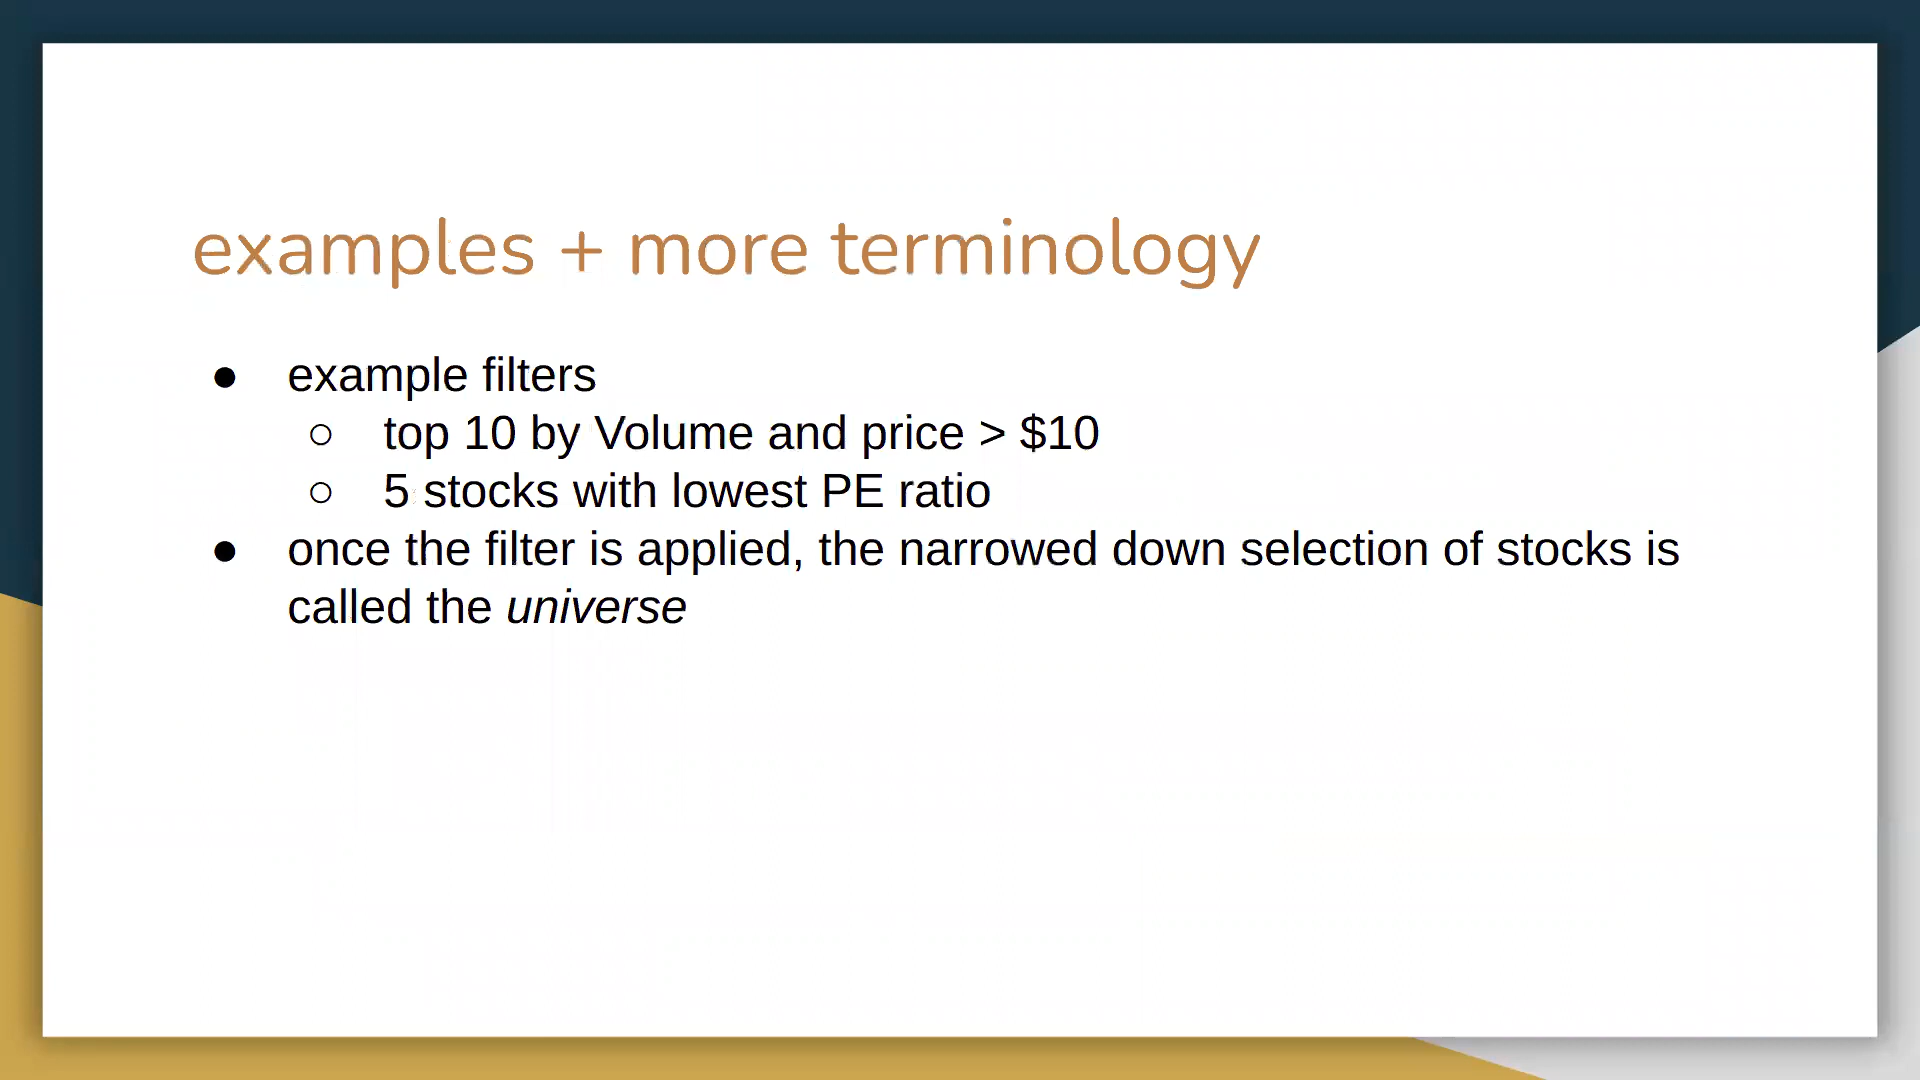 examples + more terminology
● example filters
○ top 10 by Volume and price > $10
○ 5 stocks with lowest PE ratio
● once the filter is applied, the narrowed down selection of stocks is
called the universe